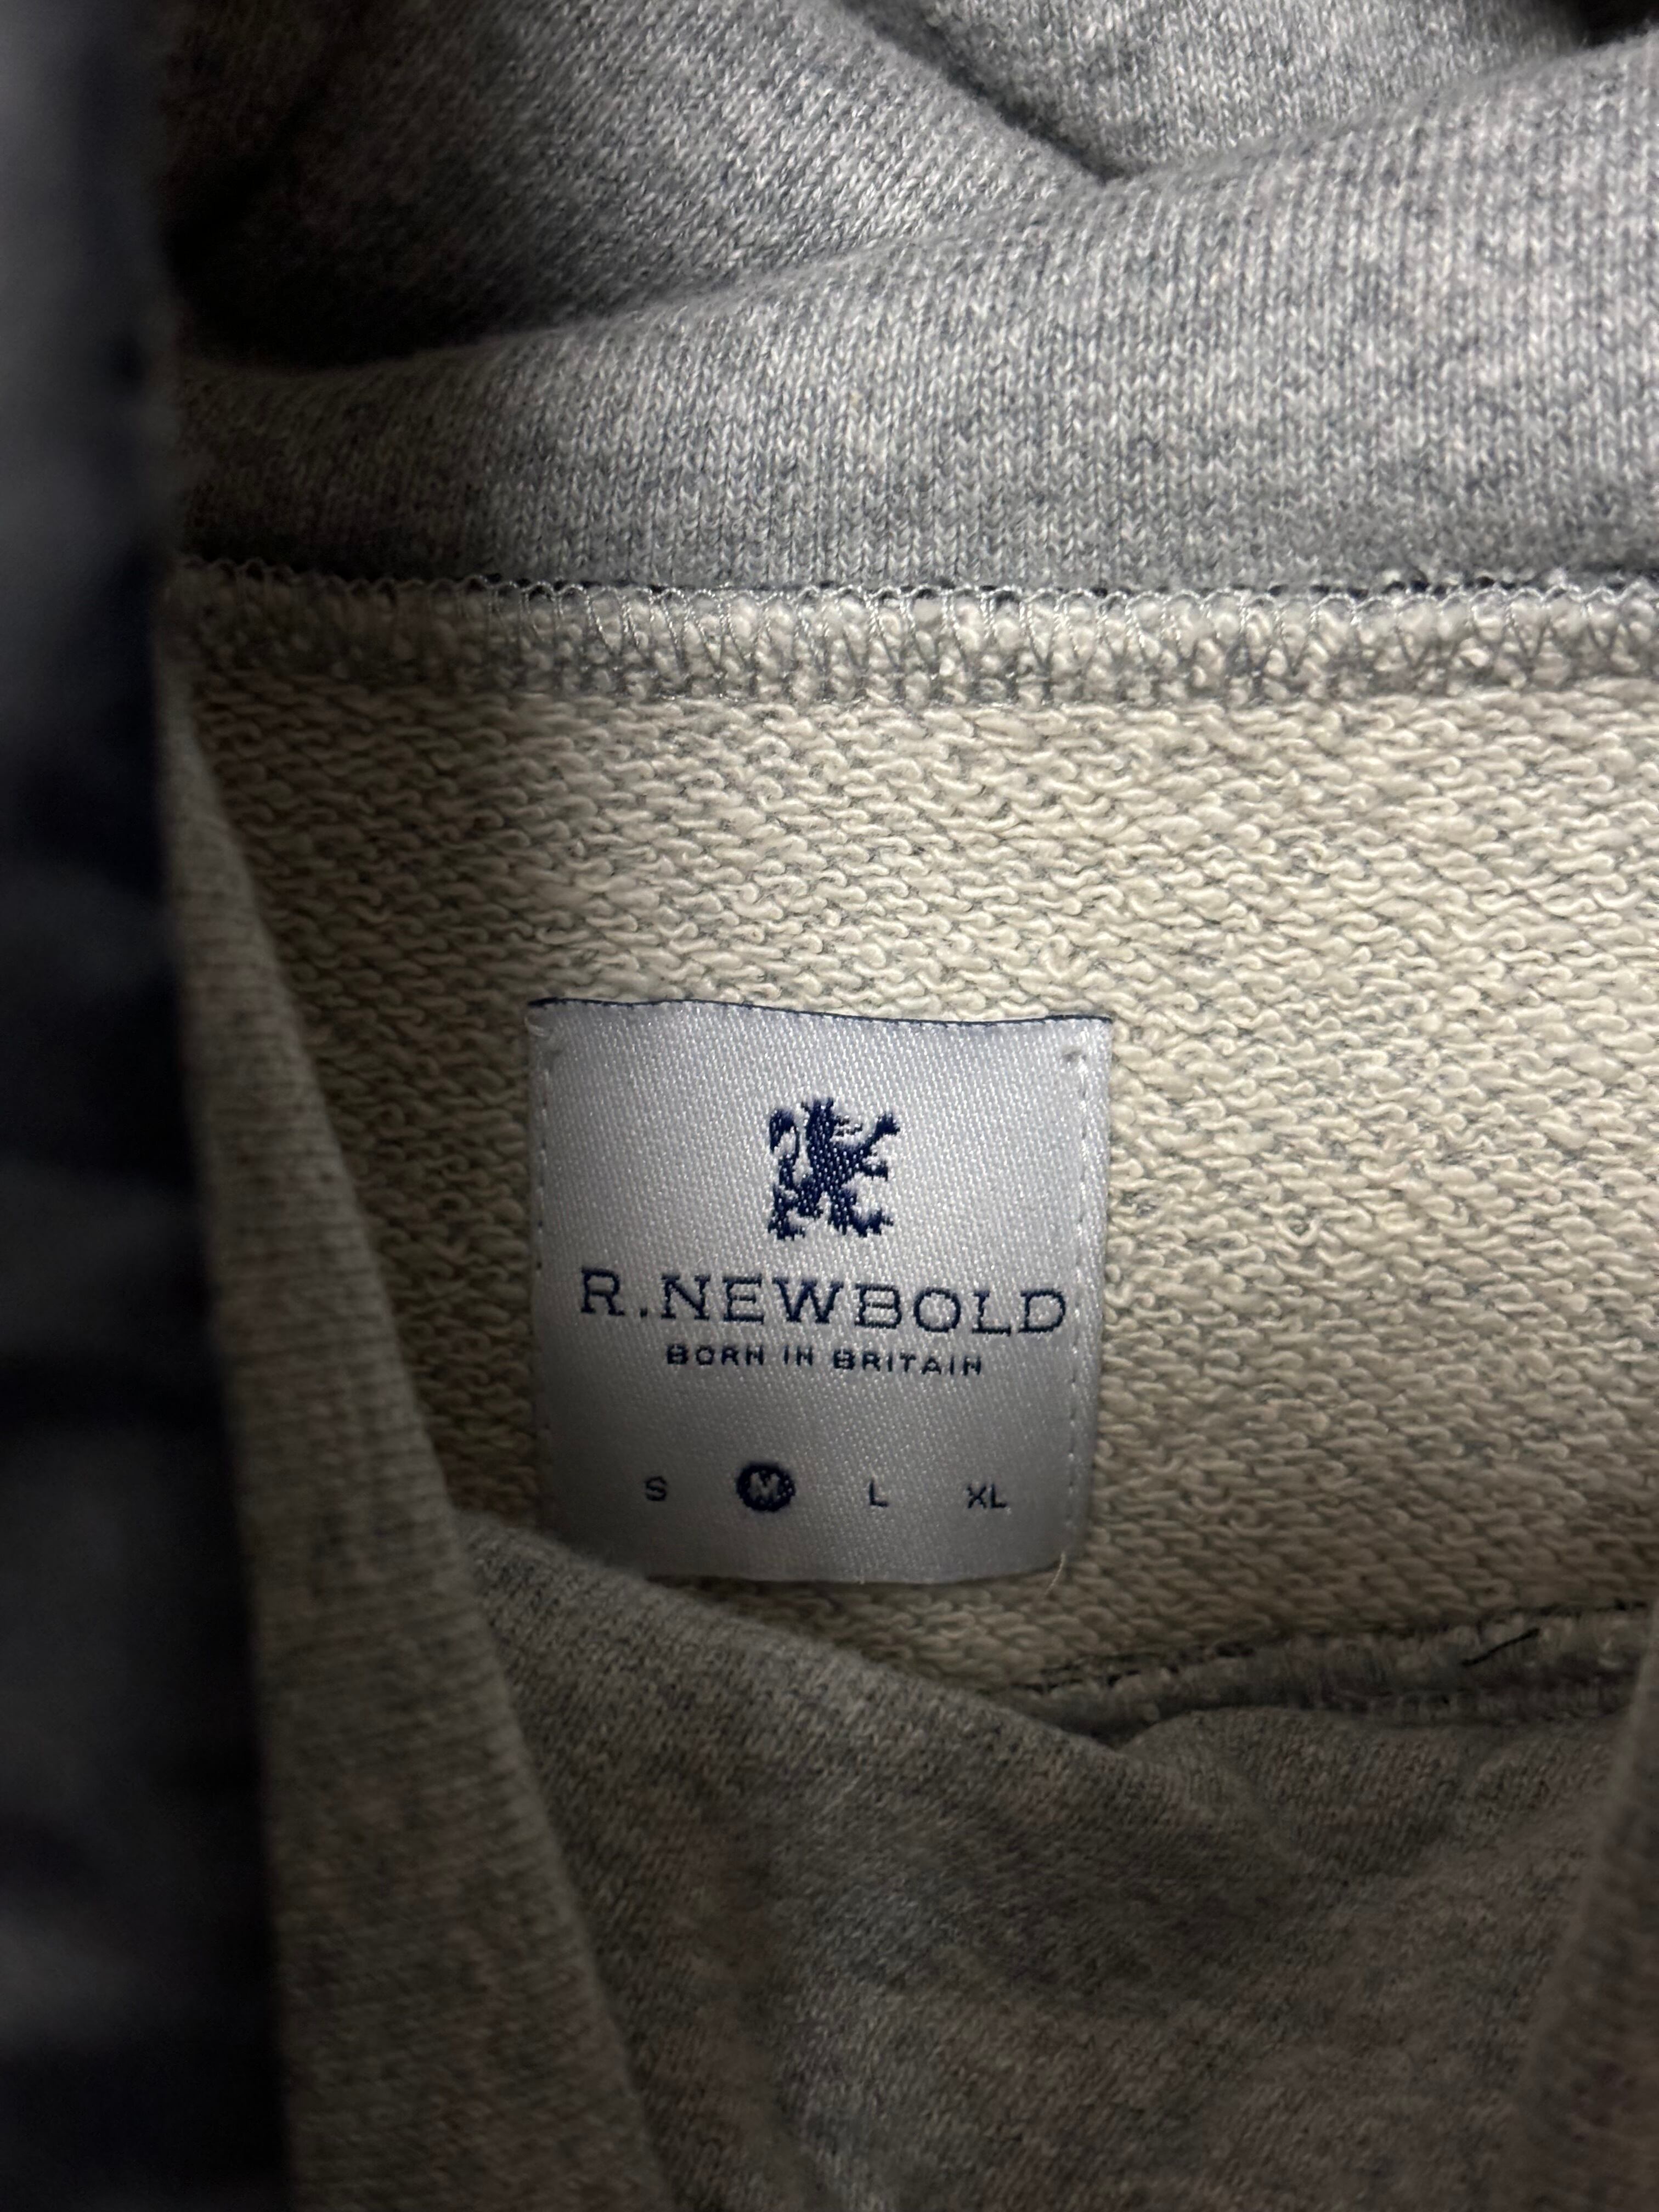 R.NEWBOLD
BORN IN BRITAIN
S M L XL